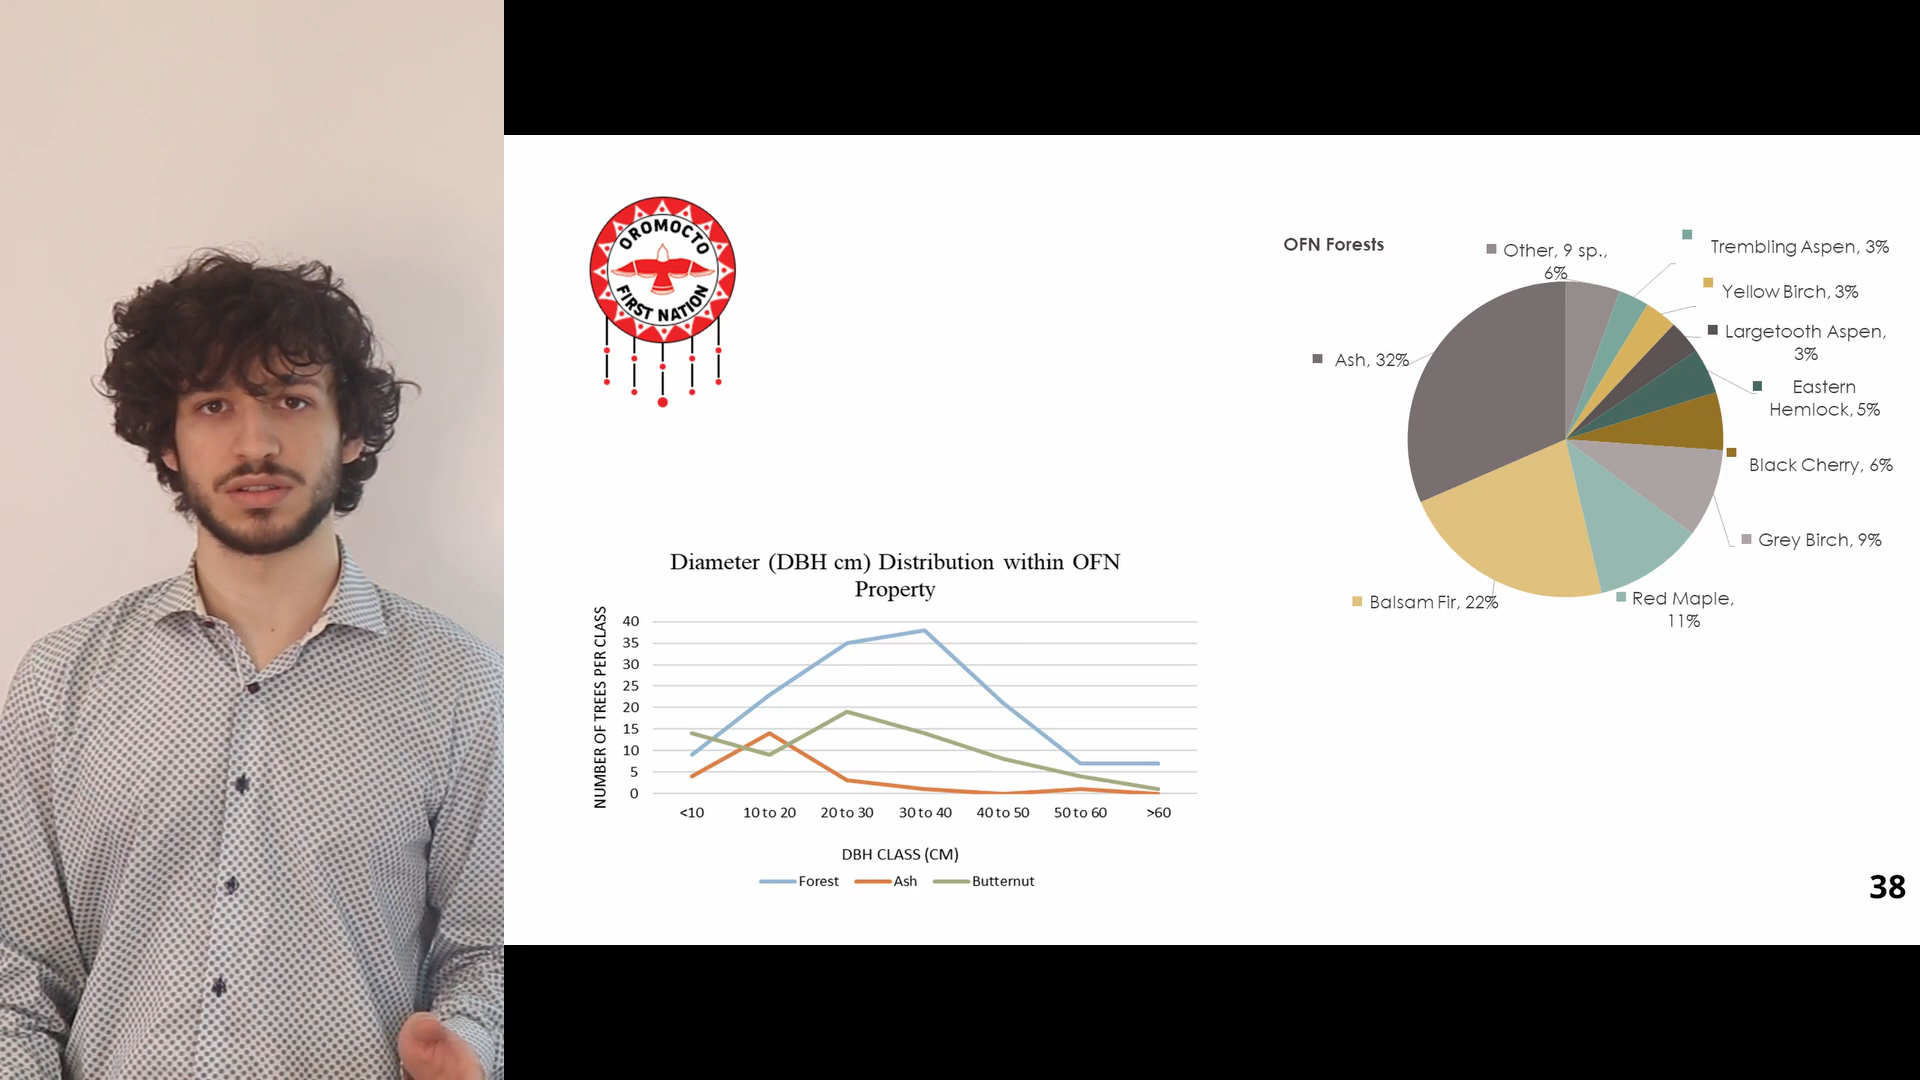 OROMOCTO
FIRST NATION
OFN Forests
Other, 9 sp.,
6%
Trembling Aspen, 3%
Yellow Birch, 3%
Largetooth Aspen,
3%
Eastern
Hemlock, 5%
Black Cherry, 6%
Grey Birch, 9%
Red Maple,
11%
Balsam Fir, 22%
Ash, 32%
Diameter (DBH cm) Distribution within OFN
Property
NUMBER OF TREES PER CLASS
40
35
30
25
20
15
10
5
0
<10 10 to 20 20 to 30 30 to 40 40 to 50 50 to 60 >60
DBH CLASS (CM)
Forest Ash Butternut
38